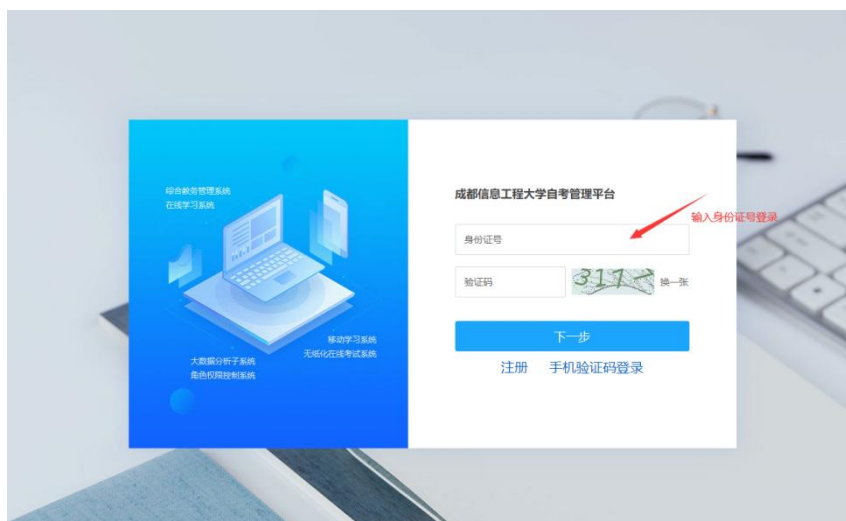 综合教务管理系统
在线学习系统
移动学习系统
无纸化在线考试系统
大数据分析子系统
角色权限控制系统
成都信息工程大学自考管理平台
输入身份证号登录
身份证号
验证码
换一张
下一步
注册 手机验证码登录